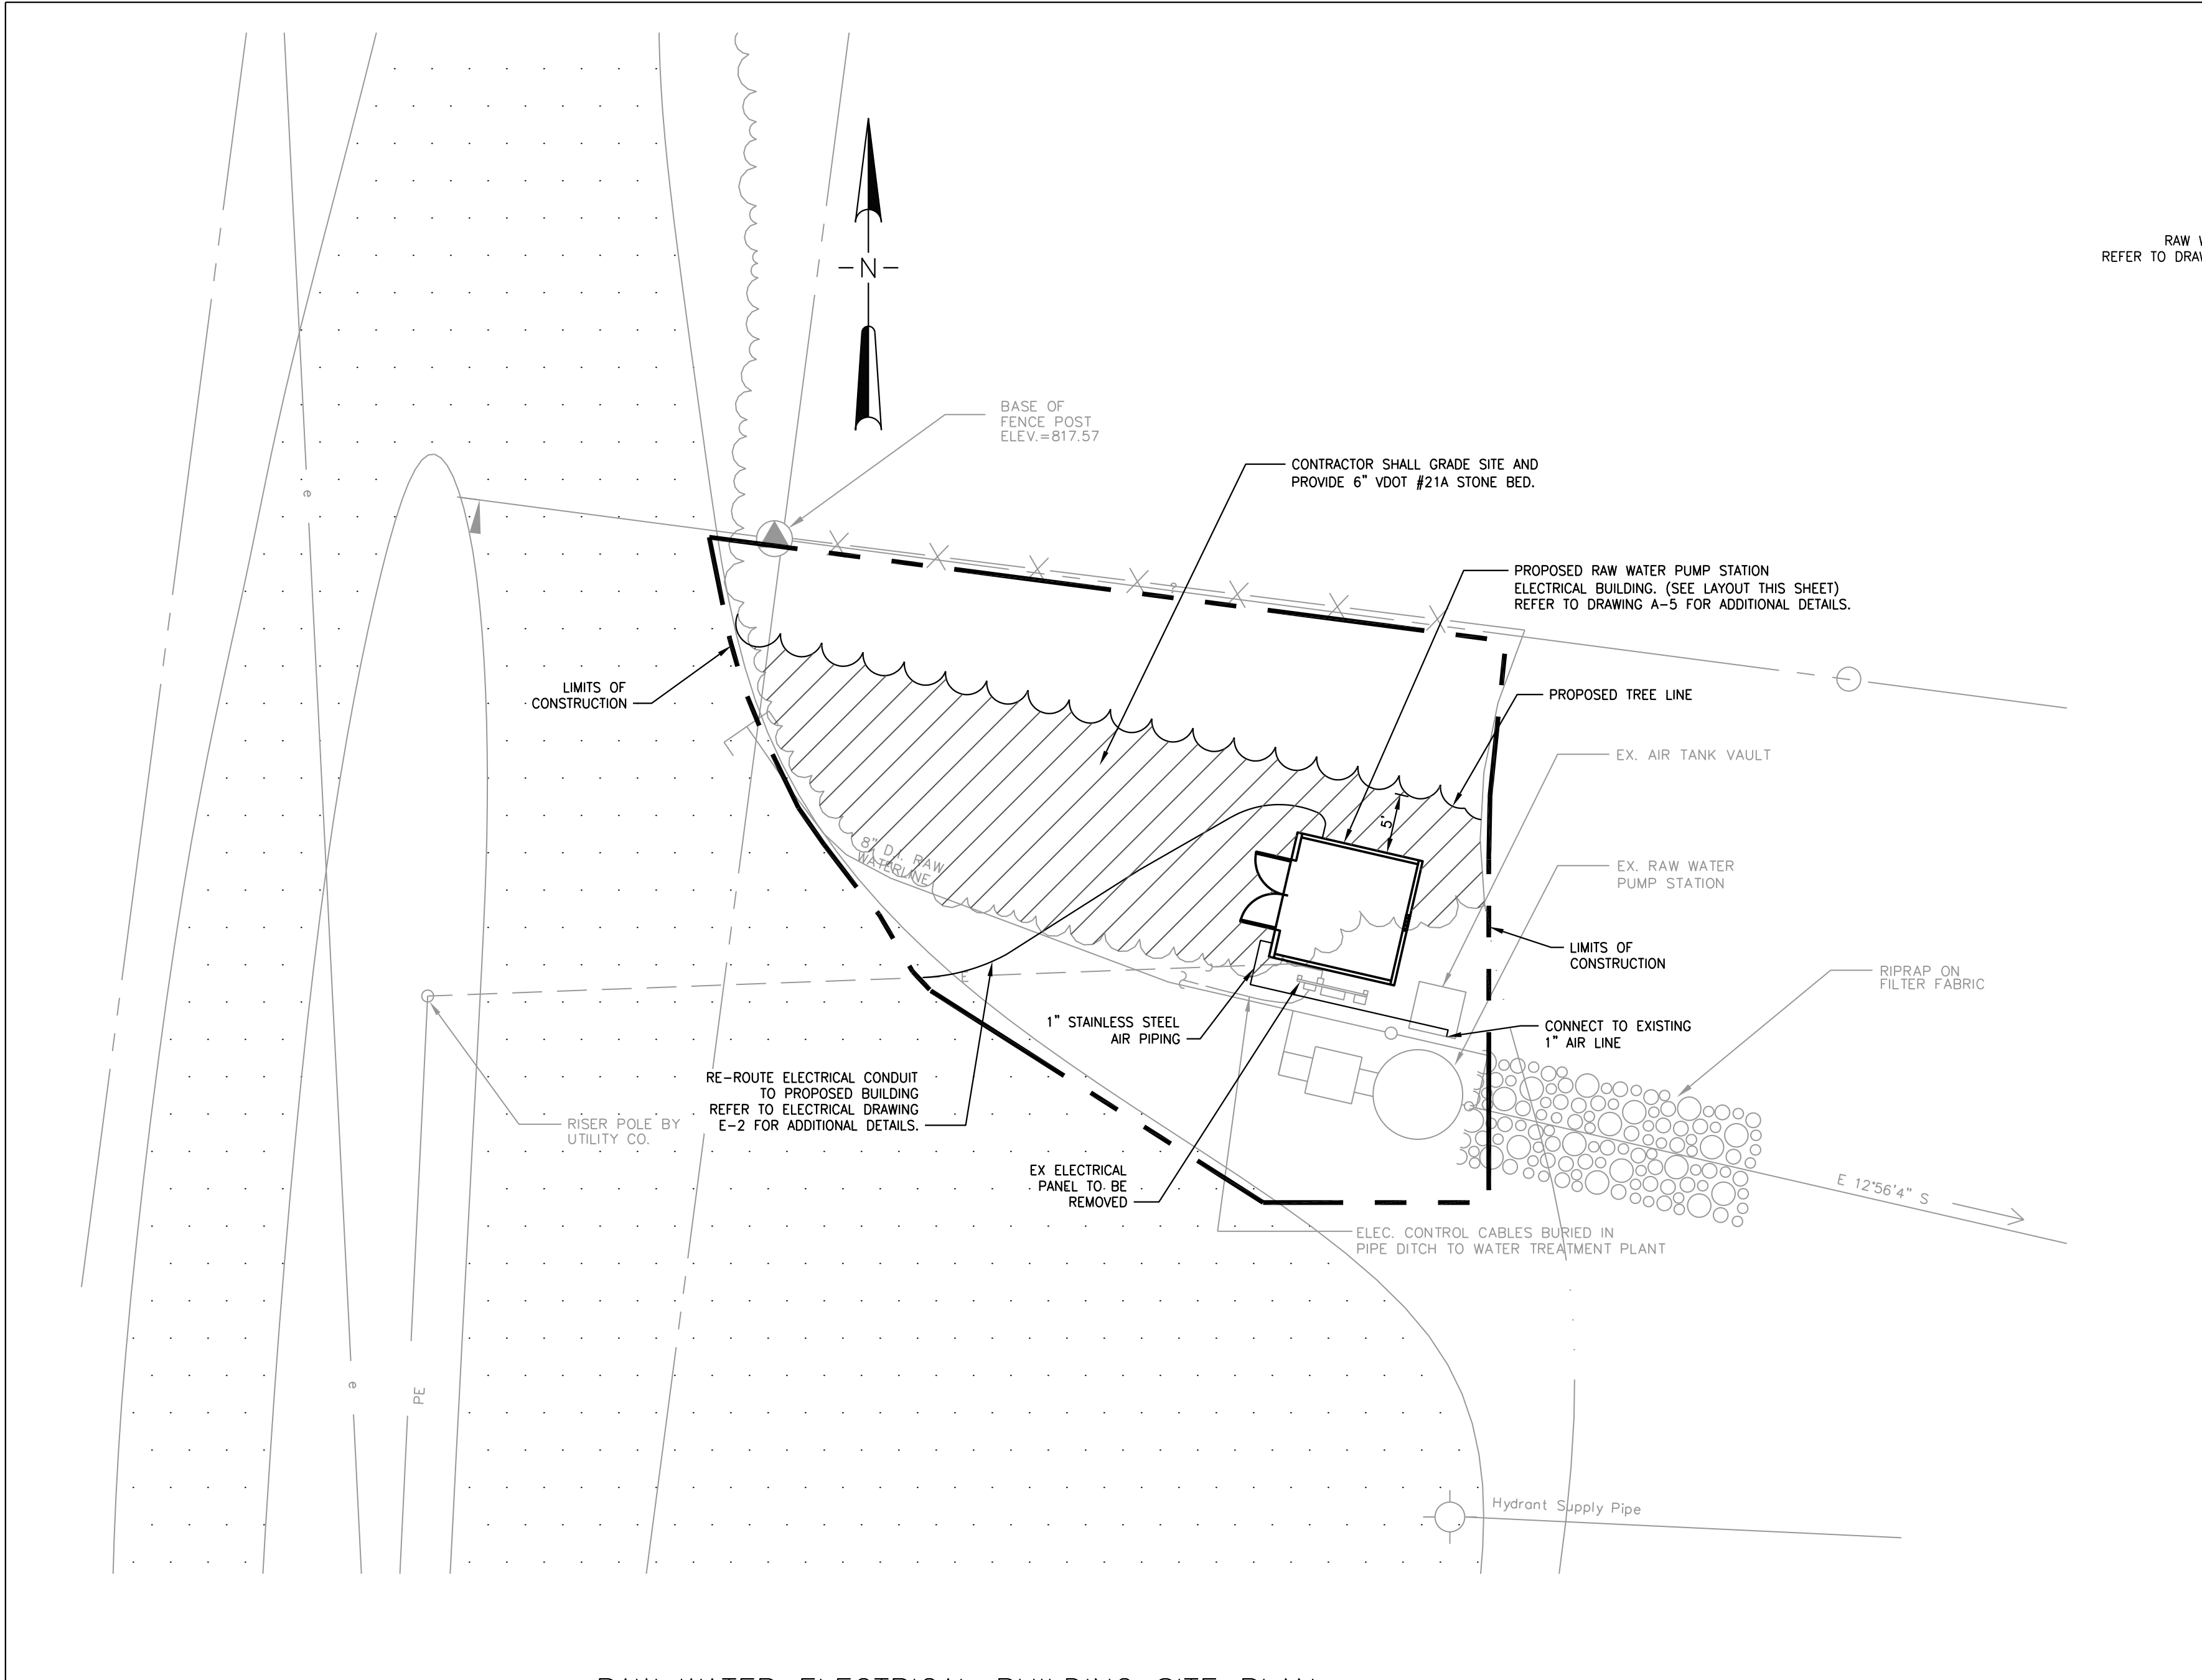 RAW
REFER TO
-N-
BASE OF
FENCE POST
ELEV.=817.57
CONTRACTOR SHALL GRADE SITE AND
PROVIDE 6" VDOT #21A STONE BED.
e
PROPOSED RAW WATER PUMP STATION
ELECTRICAL BUILDING. (SEE LAYOUT THIS SHEET)
REFER TO DRAWING A-5 FOR ADDITIONAL DETAILS.
LIMITS OF
CONSTRUCTION
PROPOSED TREE LINE
EX. AIR TANK VAULT
5'
8" D.I. RAW
WATERLINE
EX. RAW WATER
PUMP STATION
LIMITS OF
CONSTRUCTION
E
RIPRAP ON
FILTER FABRIC
1" STAINLESS STEEL
AIR PIPING
CONNECT TO EXISTING
1" AIR LINE
RE-ROUTE ELECTRICAL CONDUIT
TO PROPOSED BUILDING
REFER TO ELECTRICAL DRAWING
E-2 FOR ADDITIONAL DETAILS.
RISER POLE BY
UTILITY CO.
EX ELECTRICAL
PANEL TO BE
REMOVED
E 12°56'4" S
ELEC. CONTROL CABLES BURIED IN
PIPE DITCH TO WATER TREATMENT PLANT
e
PE
Hydrant Supply Pipe
RAW WATER ELECTRICAL BUILDING SITE PLAN